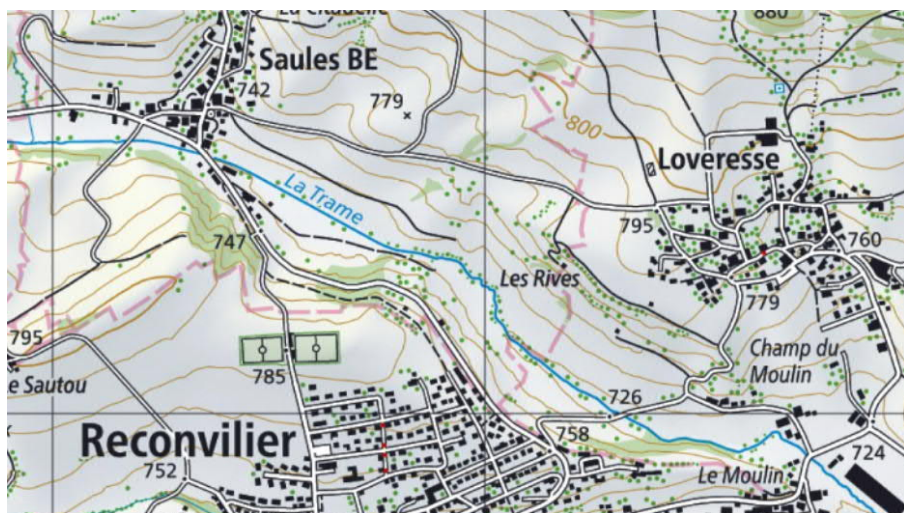 880
Saules BE
742
779
800
Loveresse
La Trame
795
760
747
Les Rives
779
795
Champ du
Moulin
785
726
Sautou
Reconvilier
758
752
724
Le Moulin